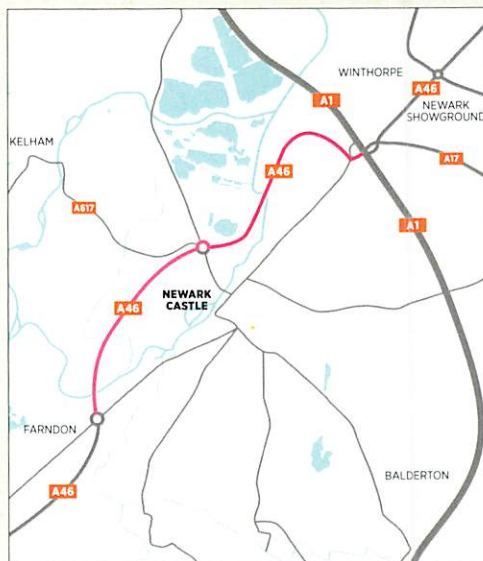 WINTHORPE
A46
A1
NEWARK
SHOWGROUND
KELHAM
A46
A17
A617
A1
NEWARK
CASTLE
A46
FARNDON
BALDERTON
A46